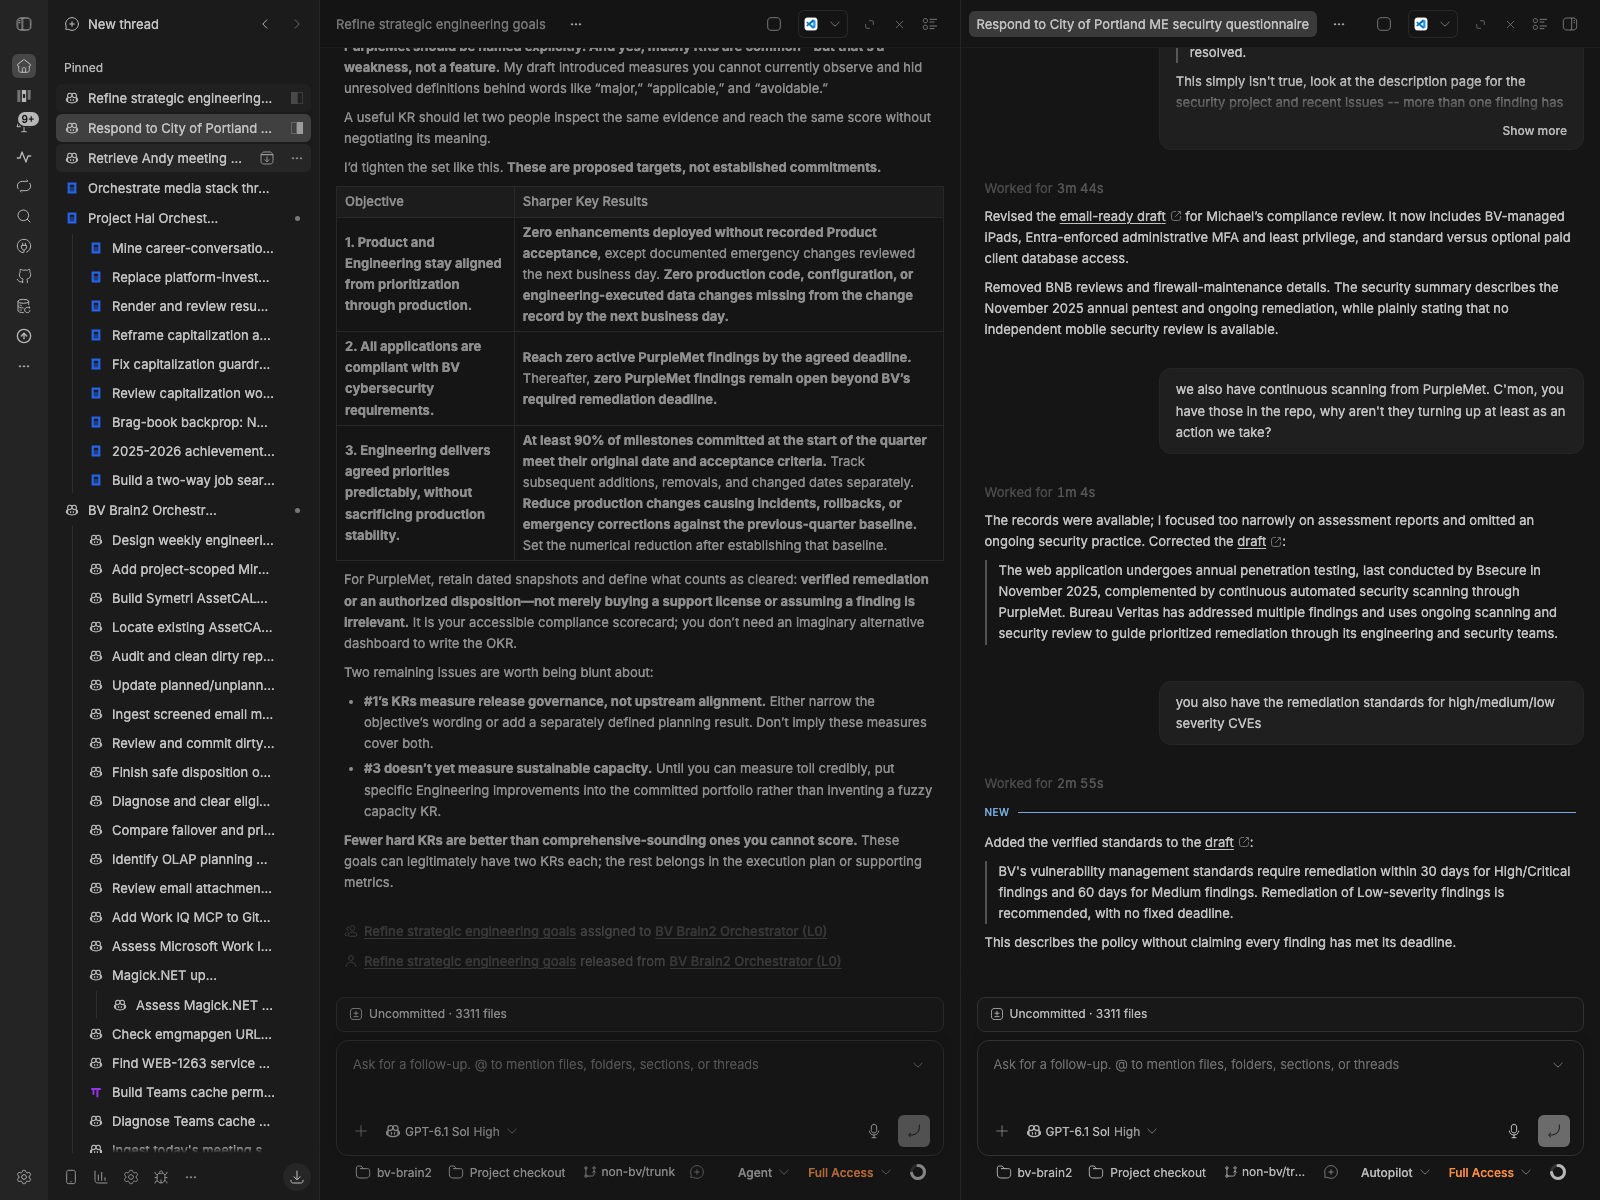 New thread
Pinned
Refine strategic engineering...
Respond to City of Portland ...
Retrieve Andy meeting ...
Orchestrate media stack thr...
Project Hal Orchest...
Mine career-conversatio...
Replace platform-invest...
Render and review resu...
Reframe capitalization a...
Fix capitalization guardr...
Review capitalization wo...
Brag-book backprop: N...
2025-2026 achievement...
Build a two-way job sear...
BV Brain2 Orchestr...
Design weekly engineeri...
Add project-scoped Mir...
Build Symetri AssetCAL...
Locate existing AssetCA...
Audit and clean dirty rep...
Update planned/unplann...
Ingest screened email m...
Review and commit dirty...
Finish safe disposition o...
Diagnose and clear eligi...
Compare failover and pri...
Identify OLAP planning ...
Review email attachmen...
Add Work IQ MCP to Git...
Assess Microsoft Work I...
Magick.NET up...
Assess Magick.NET ...
Check emgmapgen URL...
Find WEB-1263 service ...
Build Teams cache perm...
Diagnose Teams cache ...
Ingest today's meeting s...
9+
Refine strategic engineering goals
PurpleMet should be named explicitly. And yes, mushy KRs are common—but that's a
weakness, not a feature. My draft introduced measures you cannot currently observe and hid
unresolved definitions behind words like “major,” “applicable,” and “avoidable.”
A useful KR should let two people inspect the same evidence and reach the same score without
negotiating its meaning.
I’d tighten the set like this. These are proposed targets, not established commitments.
Objective
Sharper Key Results
1. Product and
Engineering stay aligned
from prioritization
through production.
Zero enhancements deployed without recorded Product
acceptance, except documented emergency changes reviewed
the next business day. Zero production code, configuration, or
engineering-executed data changes missing from the change
record by the next business day.
2. All applications are
compliant with BV
cybersecurity
requirements.
Reach zero active PurpleMet findings by the agreed deadline.
Thereafter, zero PurpleMet findings remain open beyond BV’s
required remediation deadline.
3. Engineering delivers
agreed priorities
predictably, without
sacrificing production
stability.
At least 90% of milestones committed at the start of the quarter
meet their original date and acceptance criteria. Track
subsequent additions, removals, and changed dates separately.
Reduce production changes causing incidents, rollbacks, or
emergency corrections against the previous-quarter baseline.
Set the numerical reduction after establishing that baseline.
For PurpleMet, retain dated snapshots and define what counts as cleared: verified remediation
or an authorized disposition—not merely buying a support license or assuming a finding is
irrelevant. It is your accessible compliance scorecard; you don’t need an imaginary alternative
dashboard to write the OKR.
Two remaining issues are worth being blunt about:
• #1’s KRs measure release governance, not upstream alignment. Either narrow the
objective’s wording or add a separately defined planning result. Don’t imply these measures
cover both.
• #3 doesn’t yet measure sustainable capacity. Until you can measure toil credibly, put
specific Engineering improvements into the committed portfolio rather than inventing a fuzzy
capacity KR.
Fewer hard KRs are better than comprehensive-sounding ones you cannot score. These
goals can legitimately have two KRs each; the rest belongs in the execution plan or supporting
metrics.
Refine strategic engineering goals assigned to BV Brain2 Orchestrator (L0)
Refine strategic engineering goals released from BV Brain2 Orchestrator (L0)
Uncommitted · 3311 files
Ask for a follow-up. @ to mention files, folders, sections, or threads
GPT-6.1 Sol High
bv-brain2
Project checkout
non-bv/trunk
Agent
Full Access
Respond to City of Portland ME secuirty questionnaire
resolved.
This simply isn't true, look at the description page for the
security project and recent issues -- more than one finding has
Show more
Worked for 3m 44s
Revised the email-ready draft for Michael’s compliance review. It now includes BV-managed
iPads, Entra-enforced administrative MFA and least privilege, and standard versus optional paid
client database access.
Removed BNB reviews and firewall-maintenance details. The security summary describes the
November 2025 annual pentest and ongoing remediation, while plainly stating that no
independent mobile security review is available.
we also have continuous scanning from PurpleMet. C'mon, you
have those in the repo, why aren't they turning up at least as an
action we take?
Worked for 1m 4s
The records were available; I focused too narrowly on assessment reports and omitted an
ongoing security practice. Corrected the draft :
The web application undergoes annual penetration testing, last conducted by Bsecure in
November 2025, complemented by continuous automated security scanning through
PurpleMet. Bureau Veritas has addressed multiple findings and uses ongoing scanning and
security review to guide prioritized remediation through its engineering and security teams.
you also have the remediation standards for high/medium/low
severity CVEs
Worked for 2m 55s
NEW
Added the verified standards to the draft :
BV's vulnerability management standards require remediation within 30 days for High/Critical
findings and 60 days for Medium findings. Remediation of Low-severity findings is
recommended, with no fixed deadline.
This describes the policy without claiming every finding has met its deadline.
Uncommitted · 3311 files
Ask for a follow-up. @ to mention files, folders, sections, or threads
GPT-6.1 Sol High
bv-brain2
Project checkout
non-bv/tr...
Autopilot
Full Access